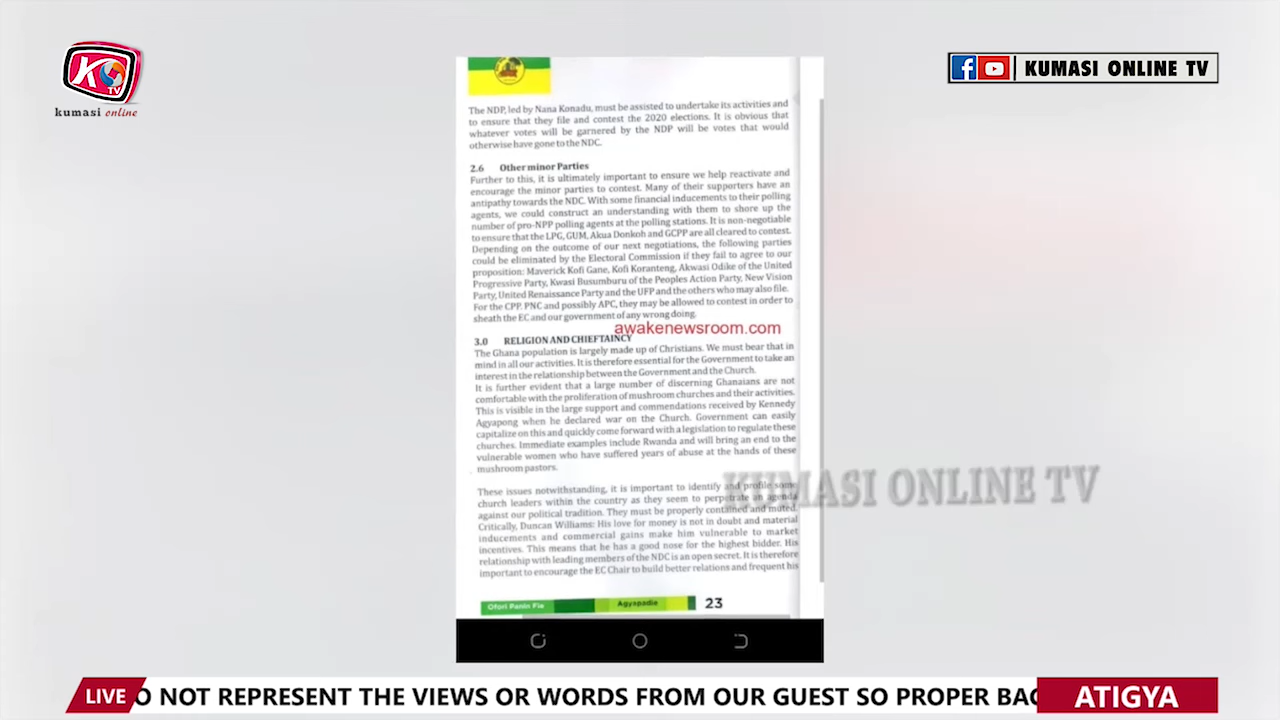 KO
TV
kumasi online
KUMASI ONLINE TV
The NDP, led by Nana Konadu, must be assisted to undertake its activities and
to ensure that they file and contest the 2020 elections. It is obvious that
whatever votes will be garnered by the NDP will be votes that would
otherwise have gone to the NDC.
2.6 Other minor Parties
Further to this, it is ultimately important to ensure we help reactivate and
encourage the minor parties to contest. Many of their supporters have an
antipathy towards the NDC. With some financial inducements to their polling
agents, we could construct an understanding with them to shore up the
number of pro-NPP polling agents at the polling stations. It is non-negotiable
to ensure that the LPG, GUM, Akua Donkoh and GCPP are all cleared to contest.
Depending on the outcome of our next negotiations, the following parties
could be eliminated by the Electoral Commission if they fail to agree to our
proposition: Maverick Kofi Gane, Kofi Koranteng, Akwasi Odike of the United
Progressive Party, Kwasi Busumburu of the Peoples Action Party, New Vision
Party, United Renaissance Party and the UFP and the others who may also file.
For the CPP, PNC and possibly APC, they may be allowed to contest in order to
sheath the EC and our government of any wrong doing.
awakenewsroom.com
3.0 RELIGION AND CHIEFTAINCY
The Ghana population is largely made up of Christians. We must bear that in
mind in all our activities. It is therefore essential for the Government to take an
interest in the relationship between the Government and the Church.
It is further evident that a large number of discerning Ghanaians are not
comfortable with the proliferation of mushroom churches and their activities.
This is visible in the large support and commendations received by Kennedy
Agyapong when he declared war on the Church. Government can easily
capitalize on this and quickly come forward with a legislation to regulate these
churches. Immediate examples include Rwanda and will bring an end to the
vulnerable women who have suffered years of abuse at the hands of these
mushroom pastors.
KUMASI ONLINE TV
These issues notwithstanding, it is important to identify and profile some
church leaders within the country as they seem to perpetrate an agenda
against our political tradition. They must be properly contained and muted.
Critically, Duncan Williams: His love for money is not in doubt and material
inducements and commercial gains make him vulnerable to market
incentives. This means that he has a good nose for the highest bidder. His
relationship with leading members of the NDC is an open secret. It is therefore
important to encourage the EC Chair to build better relations and frequent his
Ofori Panin Fie Agyapadie 23
LIVE O NOT REPRESENT THE VIEWS OR WORDS FROM OUR GUEST SO PROPER BAC ATIGYA